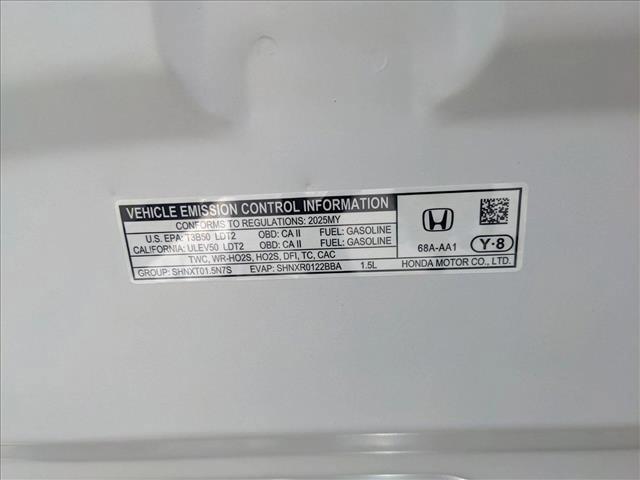 VEHICLE EMISSION CONTROL INFORMATION
CONFORMS TO REGULATIONS: 2025MY
U.S. EPA: T3B50 LDT2 OBD: CA II FUEL: GASOLINE
CALIFORNIA: ULEV50 LDT2 OBD: CA II FUEL: GASOLINE
TWC, WR-HO2S, HO2S, DFI, TC, CAC
GROUP: SHNXT01.5N7S EVAP: SHNXR0122BBA 1.5L
68A-AA1 Y·8
HONDA MOTOR CO., LTD.